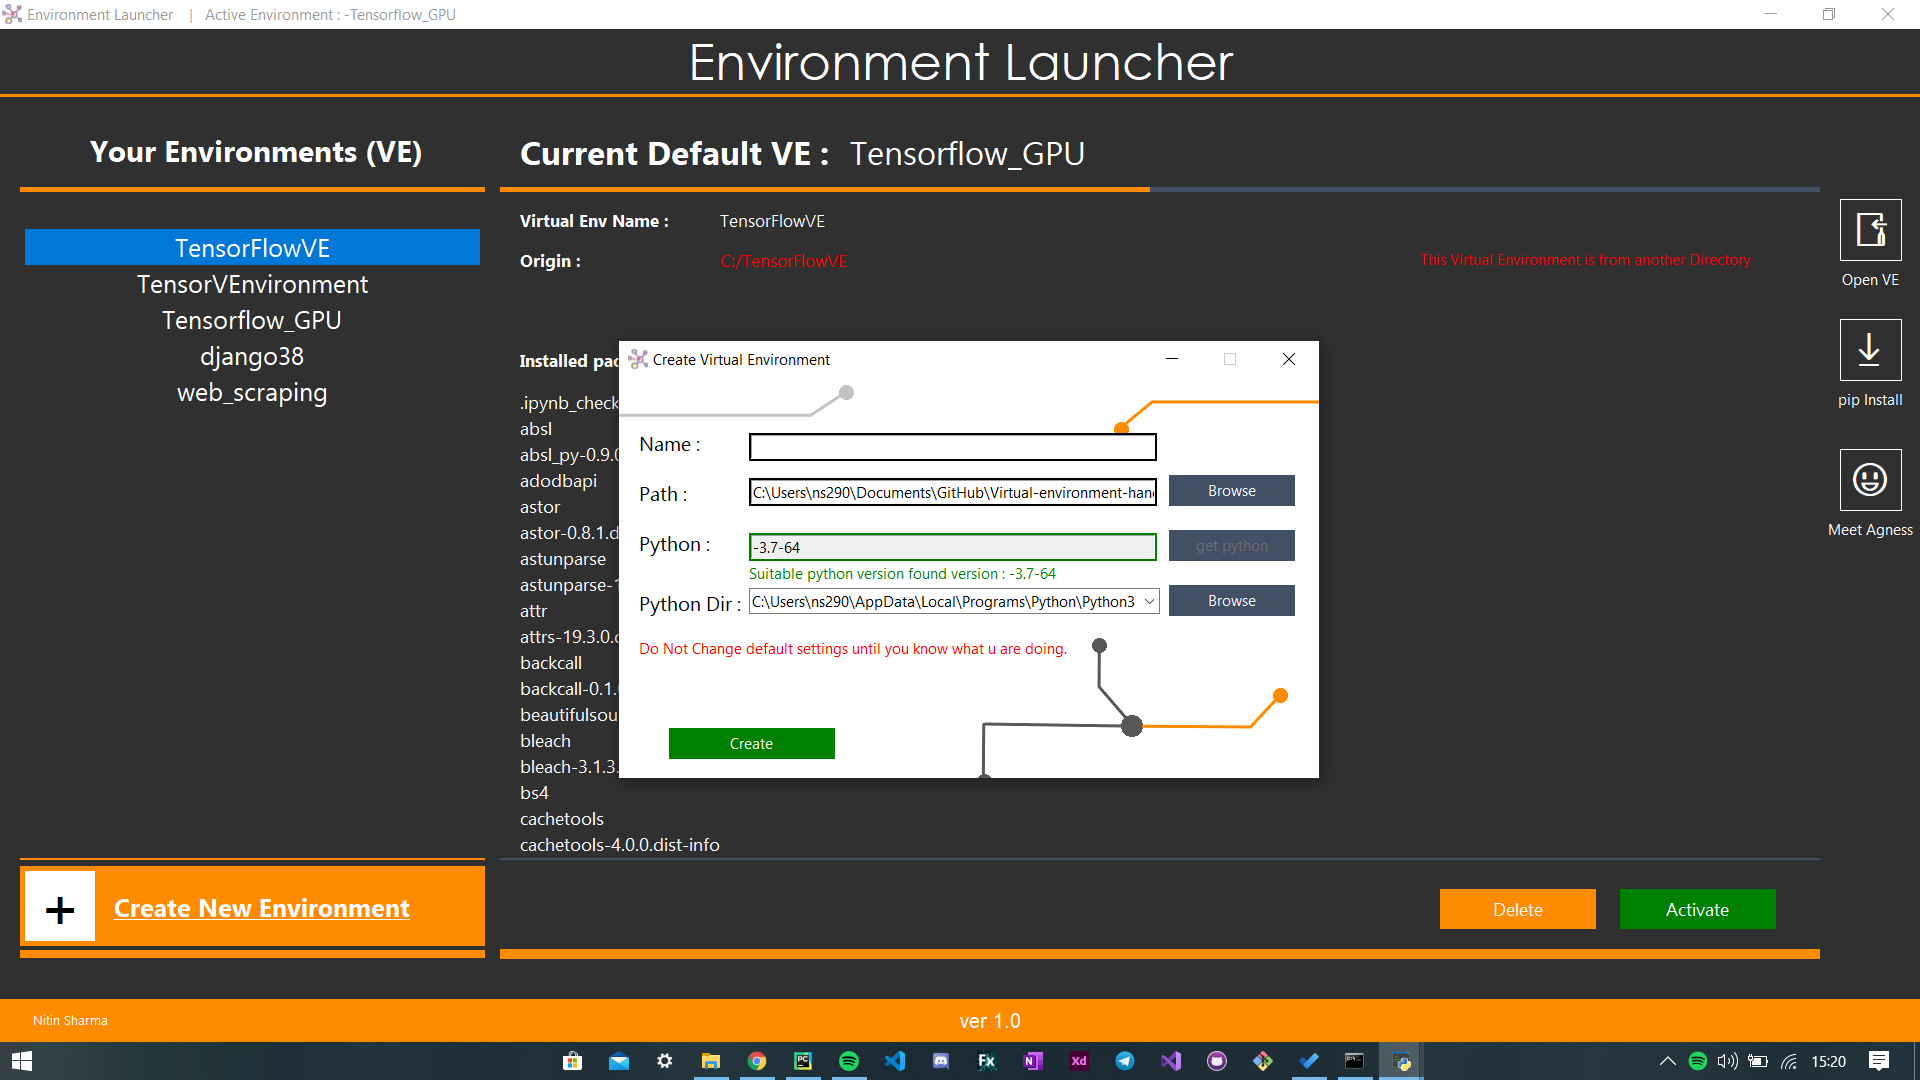 Environment Launcher | Active Environment : -Tensorflow_GPU
Environment Launcher
Your Environments (VE)
TensorFlowVE
TensorVEnvironment
Tensorflow_GPU
django38
web_scraping
+ Create New Environment
Current Default VE : Tensorflow_GPU
Virtual Env Name : TensorFlowVE
Origin : C:/TensorFlowVE
This Virtual Environment is from another Directory
Installed pac
.ipynb_check
absl
absl_py-0.9.0
adodbapi
astor
astor-0.8.1.d
astunparse
astunparse-1
attr
attrs-19.3.0.
backcall
backcall-0.1.
beautifulsou
bleach
bleach-3.1.3.
bs4
cachetools
cachetools-4.0.0.dist-info
Create Virtual Environment
Name :
Path : C:\Users\ns290\Documents\GitHub\Virtual-environment-han Browse
Python : -3.7-64 get python
Suitable python version found version : -3.7-64
Python Dir : C:\Users\ns290\AppData\Local\Programs\Python\Python3 Browse
Do Not Change default settings until you know what u are doing.
Create
Open VE
pip Install
Meet Agness
Delete
Activate
Nitin Sharma
ver 1.0
PC
Fx
N
Xd
15:20